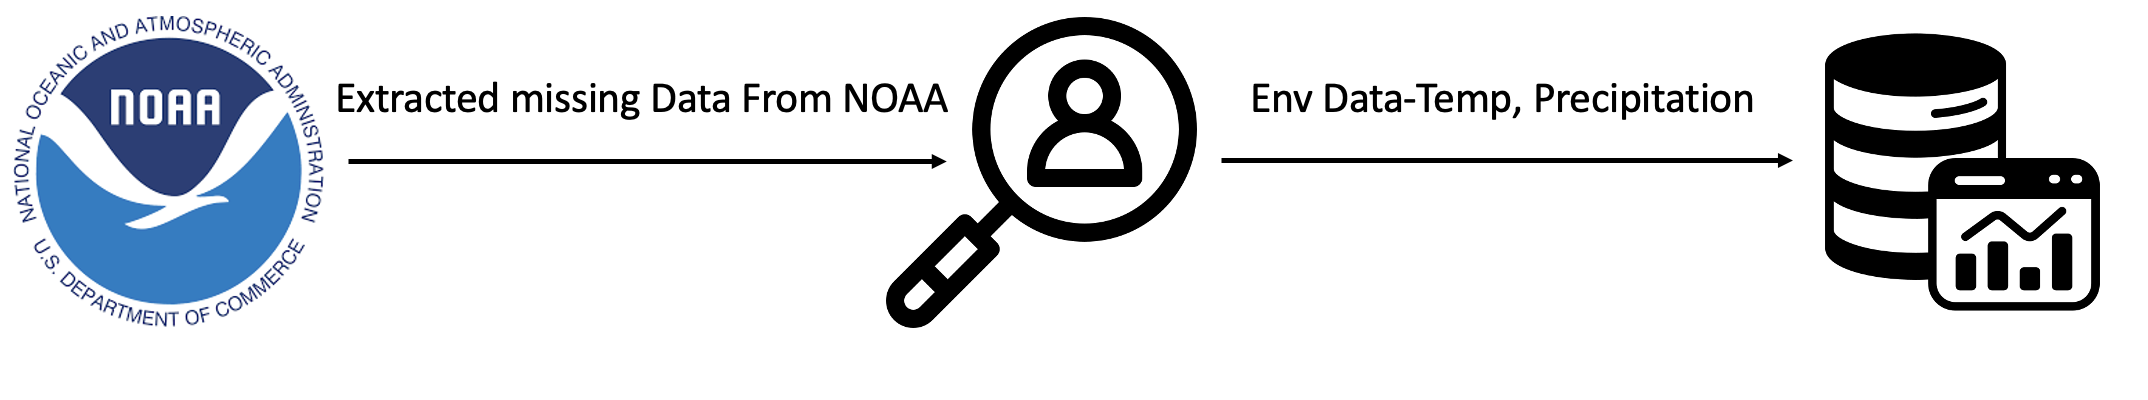 NATIONAL OCEANIC AND ATMOSPHERIC ADMINISTRATION
NOAA
U.S. DEPARTMENT OF COMMERCE
Extracted missing Data From NOAA
Env Data-Temp, Precipitation